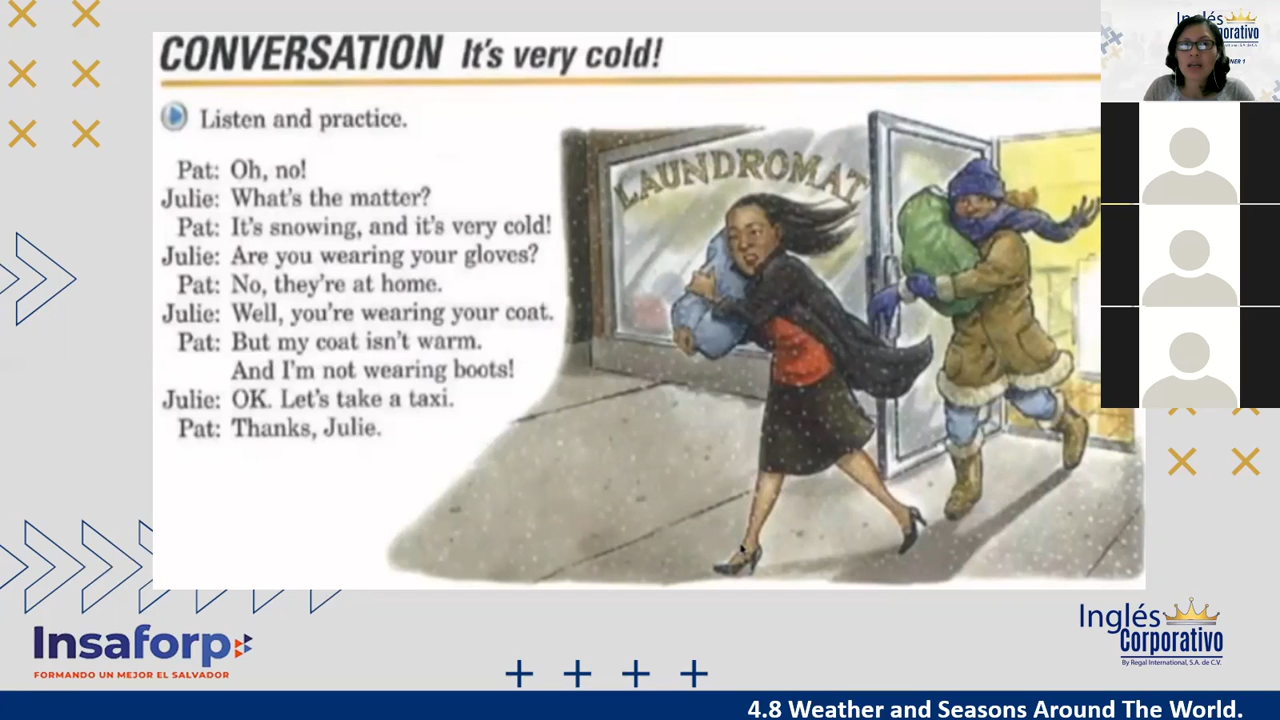 CONVERSATION It's very cold!
Listen and practice.
Pat: Oh, no!
Julie: What's the matter?
Pat: It's snowing, and it's very cold!
Julie: Are you wearing your gloves?
Pat: No, they're at home.
Julie: Well, you're wearing your coat.
Pat: But my coat isn't warm.
And I'm not wearing boots!
Julie: OK. Let's take a taxi.
Pat: Thanks, Julie.
LAUNDROMAT
Insaforp
FORMANDO UN MEJOR EL SALVADOR
Inglés
Corporativo
By Regal International, S.A. de C.V.
4.8 Weather and Seasons Around The World.